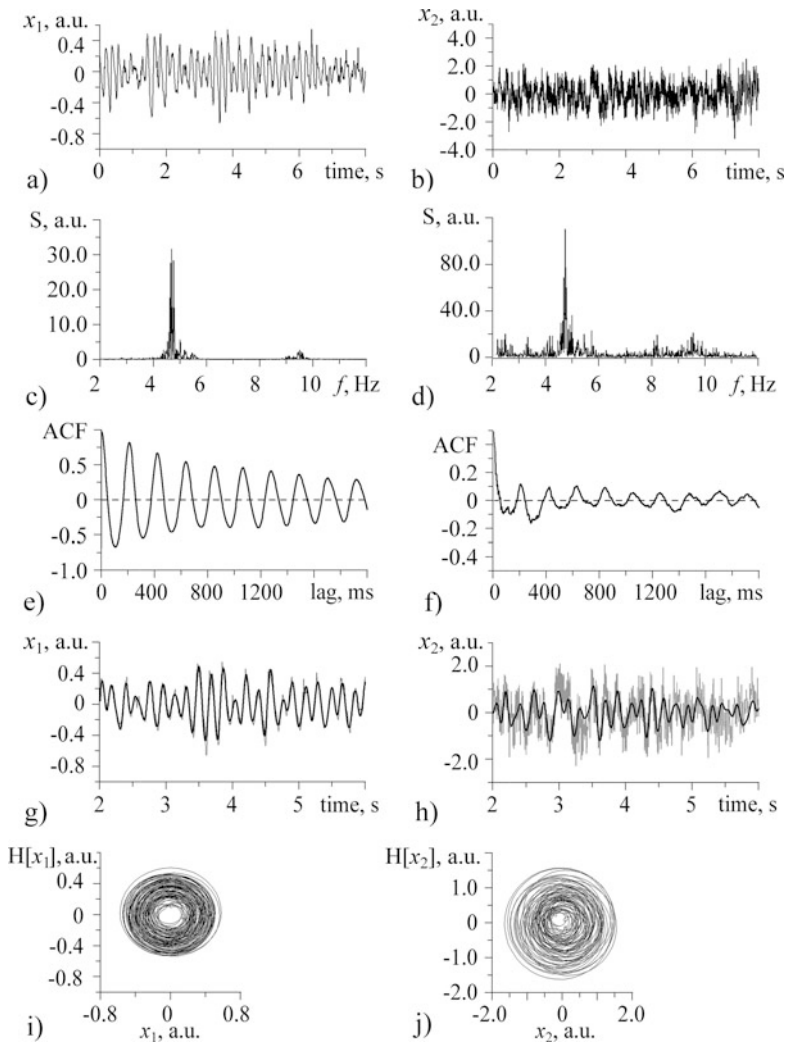 x1, a.u.
0.4
0
-0.4
-0.8
0 2 4 6 time, s
a)
x2, a.u.
4.0
2.0
0
-2.0
-4.0
0 2 4 6 time, s
b)
S, a.u.
30.0
20.0
10.0
0
2 4 6 8 10 f, Hz
c)
S, a.u.
80.0
40.0
0
2 4 6 8 10 f, Hz
d)
ACF
0.5
0
-0.5
-1.0
0 400 800 1200 lag, ms
e)
ACF
0.2
0
-0.2
-0.4
0 400 800 1200 lag, ms
f)
x1, a.u.
0.4
0
-0.4
-0.8
2 3 4 5 time, s
g)
x2, a.u.
2.0
0
-2.0
2 3 4 5 time, s
h)
H[x1], a.u.
0.4
0
-0.4
-0.8
-0.8 0 0.8
x1, a.u.
i)
H[x2], a.u.
1.0
0
-1.0
-2.0
-2.0 0 2.0
x2, a.u.
j)